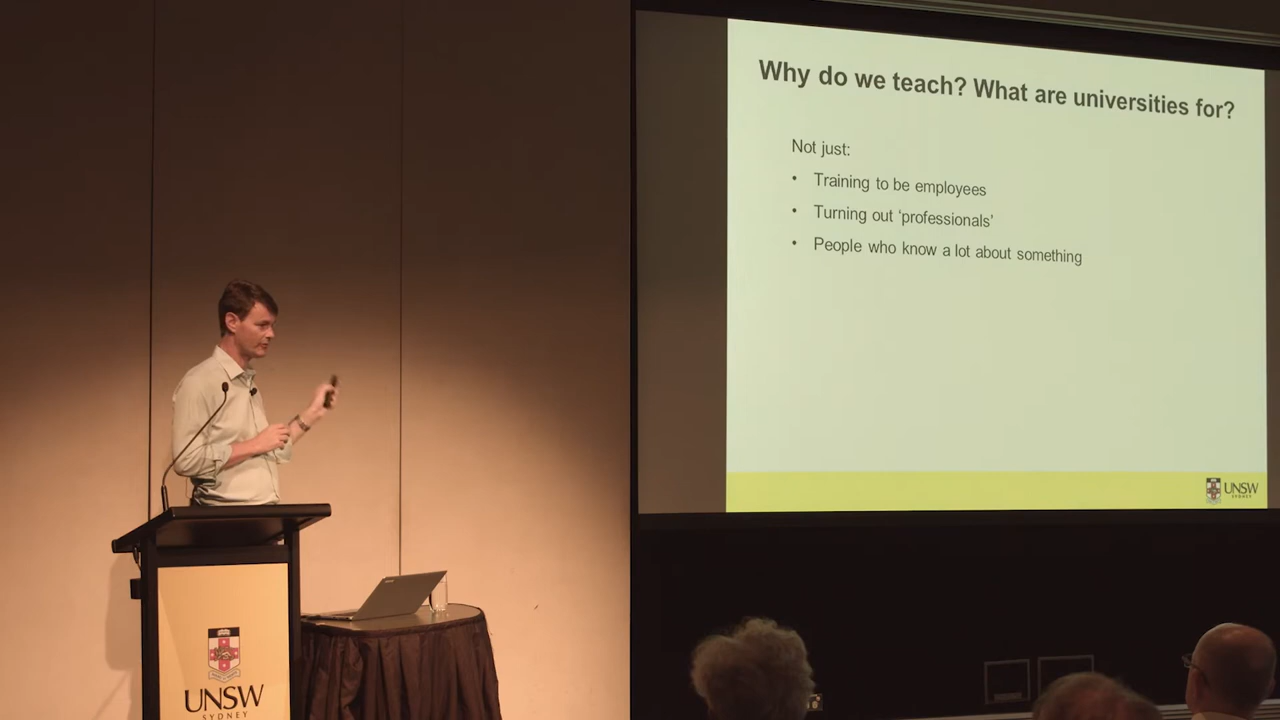 Why do we teach? What are universities for?
Not just:
• Training to be employees
• Turning out ‘professionals’
• People who know a lot about something
UNSW
SYDNEY
UNSW
SYDNEY